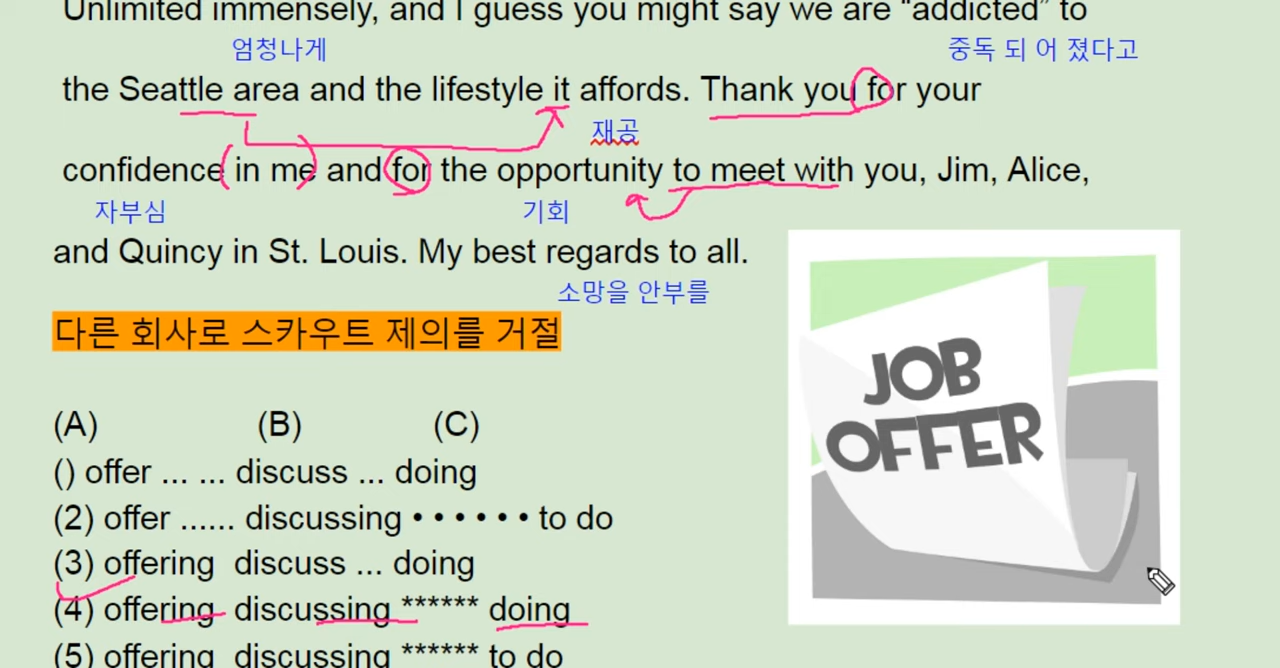 Unlimited immensely, and I guess you might say we are “addicted” to
엄청나게 중독 되 어 졌다고
the Seattle area and the lifestyle it affords. Thank you for your
재공
confidence (in me) and for the opportunity to meet with you, Jim, Alice,
자부심 기회
and Quincy in St. Louis. My best regards to all.
소망을 안부를
다른 회사로 스카우트 제의를 거절
JOB
OFFER
(A) (B) (C)
() offer ... ... discuss ... doing
(2) offer ...... discussing • • • • • • to do
(3) offering discuss ... doing
(4) offering discussing ****** doing
(5) offering discussing ****** to do